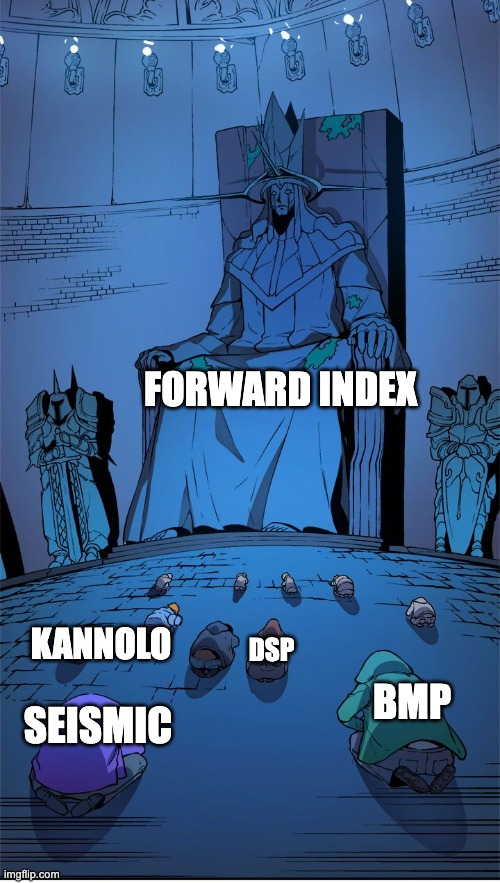 FORWARD INDEX
KANNOLO
DSP
BMP
SEISMIC
imgflip.com